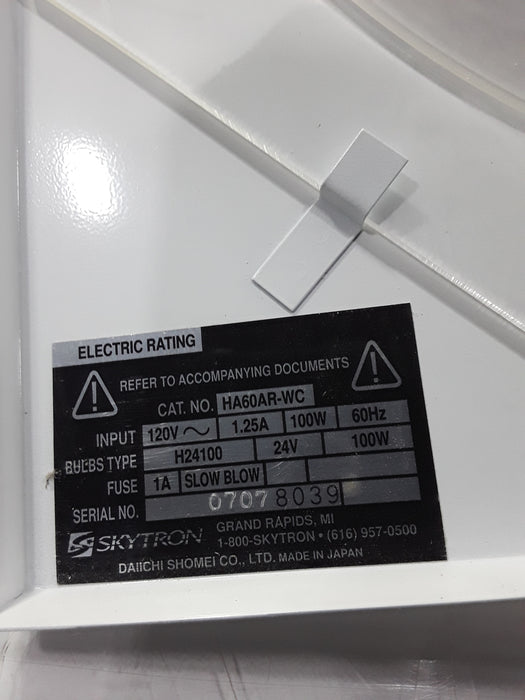 ELECTRIC RATING
REFER TO ACCOMPANYING DOCUMENTS
CAT. NO. HA60AR-WC
INPUT 120V ~ 1.25A 100W 60Hz
BULBS TYPE H24100 24V 100W
FUSE 1A SLOW BLOW
SERIAL NO. 0707 8039
SKYTRON GRAND RAPIDS, MI
1-800-SKYTRON • (616) 957-0500
DAIICHI SHOMEI CO., LTD. MADE IN JAPAN